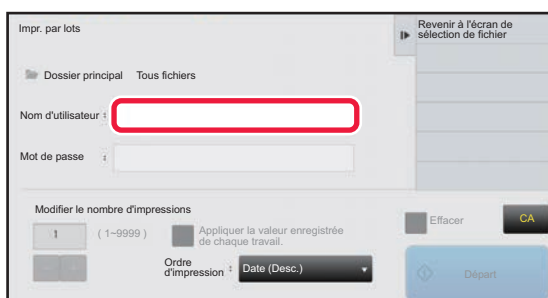 Impr. par lots
Revenir à l'écran de
sélection de fichier
Dossier principal Tous fichiers
Nom d'utilisateur :
Mot de passe :
Modifier le nombre d'impressions
1 ( 1~9999 )
Appliquer la valeur enregistrée
de chaque travail.
Ordre
d'impression : Date (Desc.)
Effacer
CA
Départ